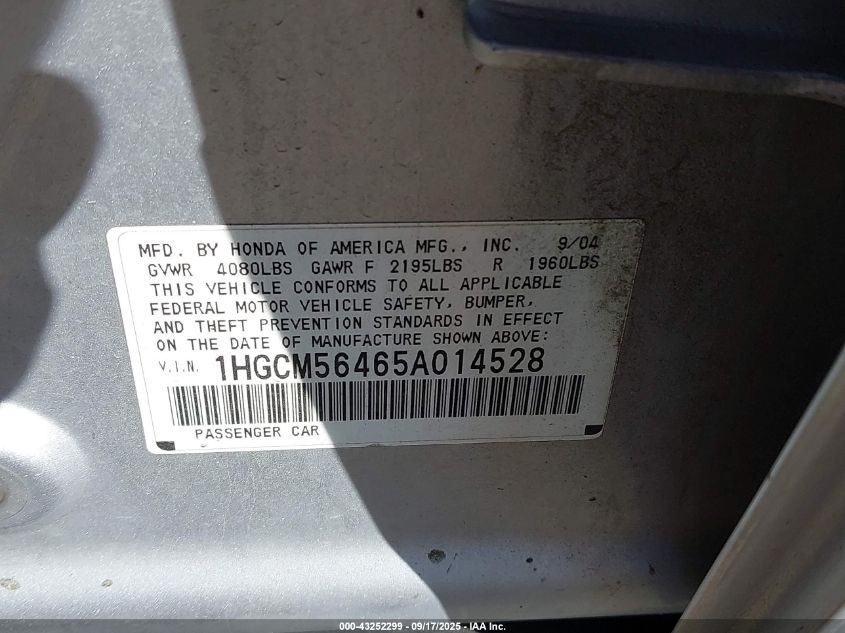 MFD. BY HONDA OF AMERICA MFG., INC. 9/04
GVWR 4080LBS GAWR F 2195LBS R 1960LBS
THIS VEHICLE CONFORMS TO ALL APPLICABLE
FEDERAL MOTOR VEHICLE SAFETY, BUMPER,
AND THEFT PREVENTION STANDARDS IN EFFECT
ON THE DATE OF MANUFACTURE SHOWN ABOVE:
V.I.N. 1HGCM56465A014528
PASSENGER CAR
000-43252299 - 09/17/2025 - IAA Inc.